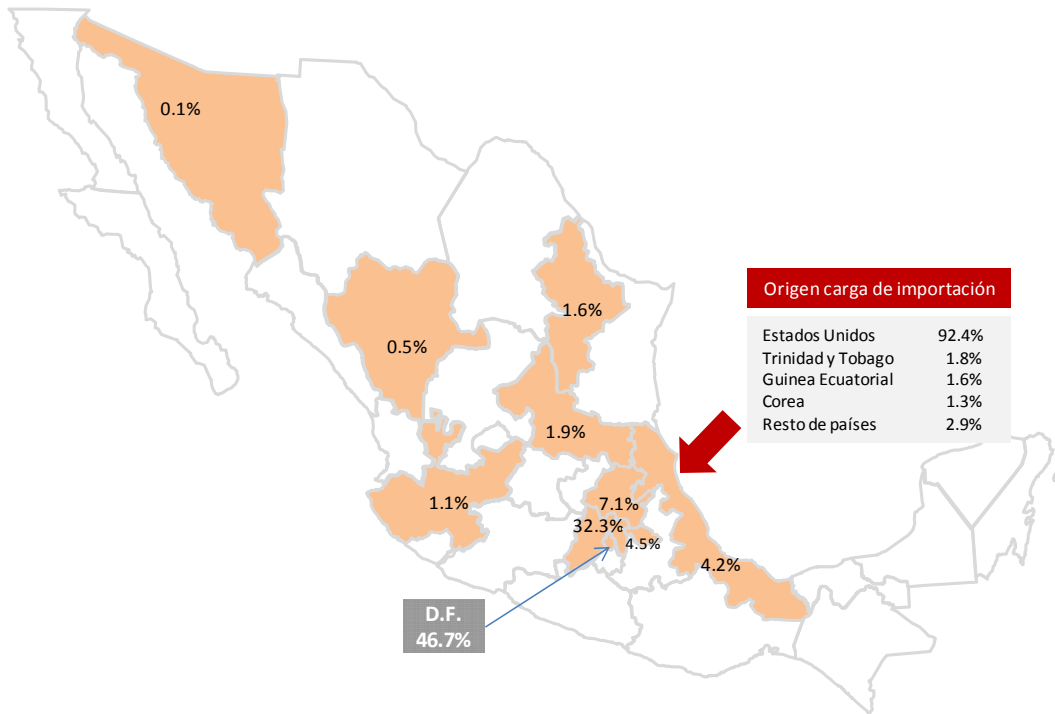 0.1%
Origen carga de importación
1.6%
Estados Unidos 92.4%
Trinidad y Tobago 1.8%
Guinea Ecuatorial 1.6%
Corea 1.3%
Resto de países 2.9%
0.5%
1.9%
1.1%
7.1%
32.3%
4.5%
4.2%
D.F.
46.7%